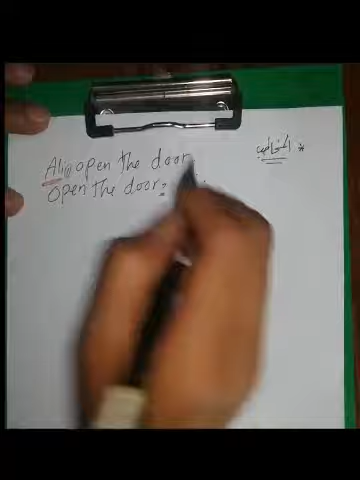 * المخاطب
Ali, open the door
Open the door,